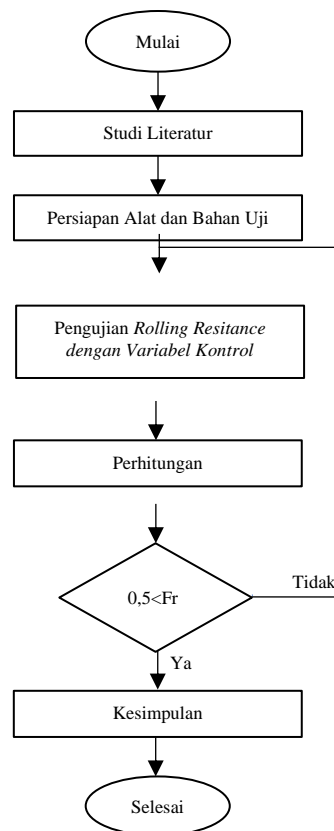 Mulai
Studi Literatur
Persiapan Alat dan Bahan Uji
Pengujian Rolling Resitance
dengan Variabel Kontrol
Perhitungan
0,5<Fr
Tidak
Ya
Kesimpulan
Selesai